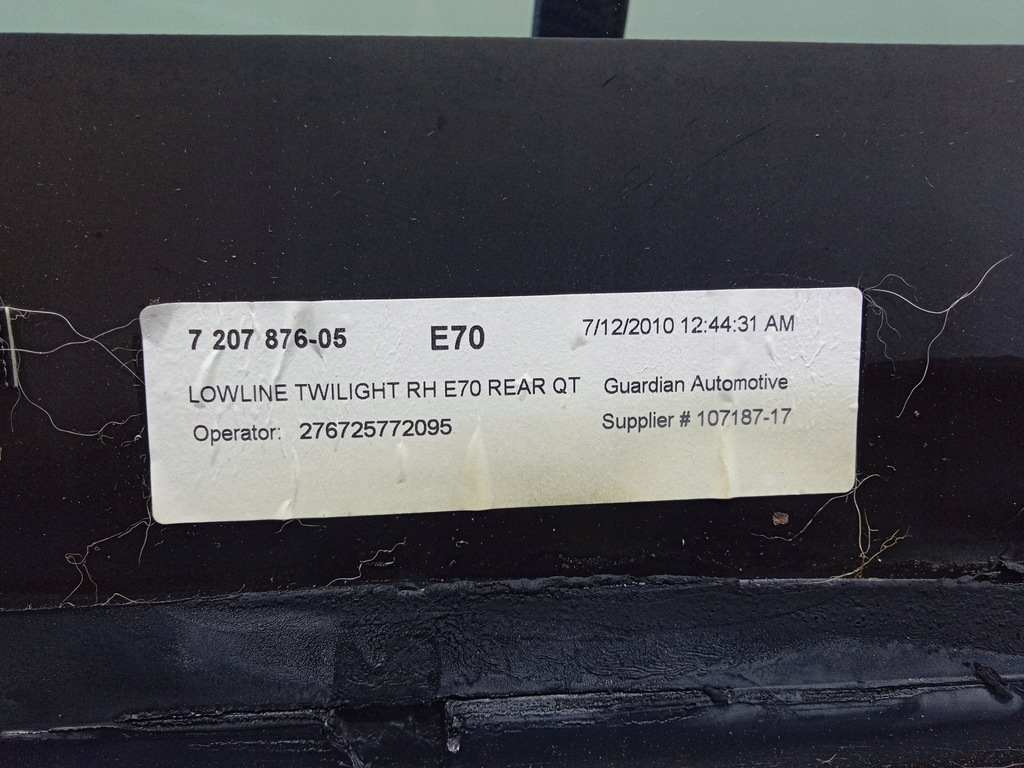 7 207 876-05 E70 7/12/2010 12:44:31 AM
LOWLINE TWILIGHT RH E70 REAR QT Guardian Automotive
Operator: 276725772095 Supplier # 107187-17